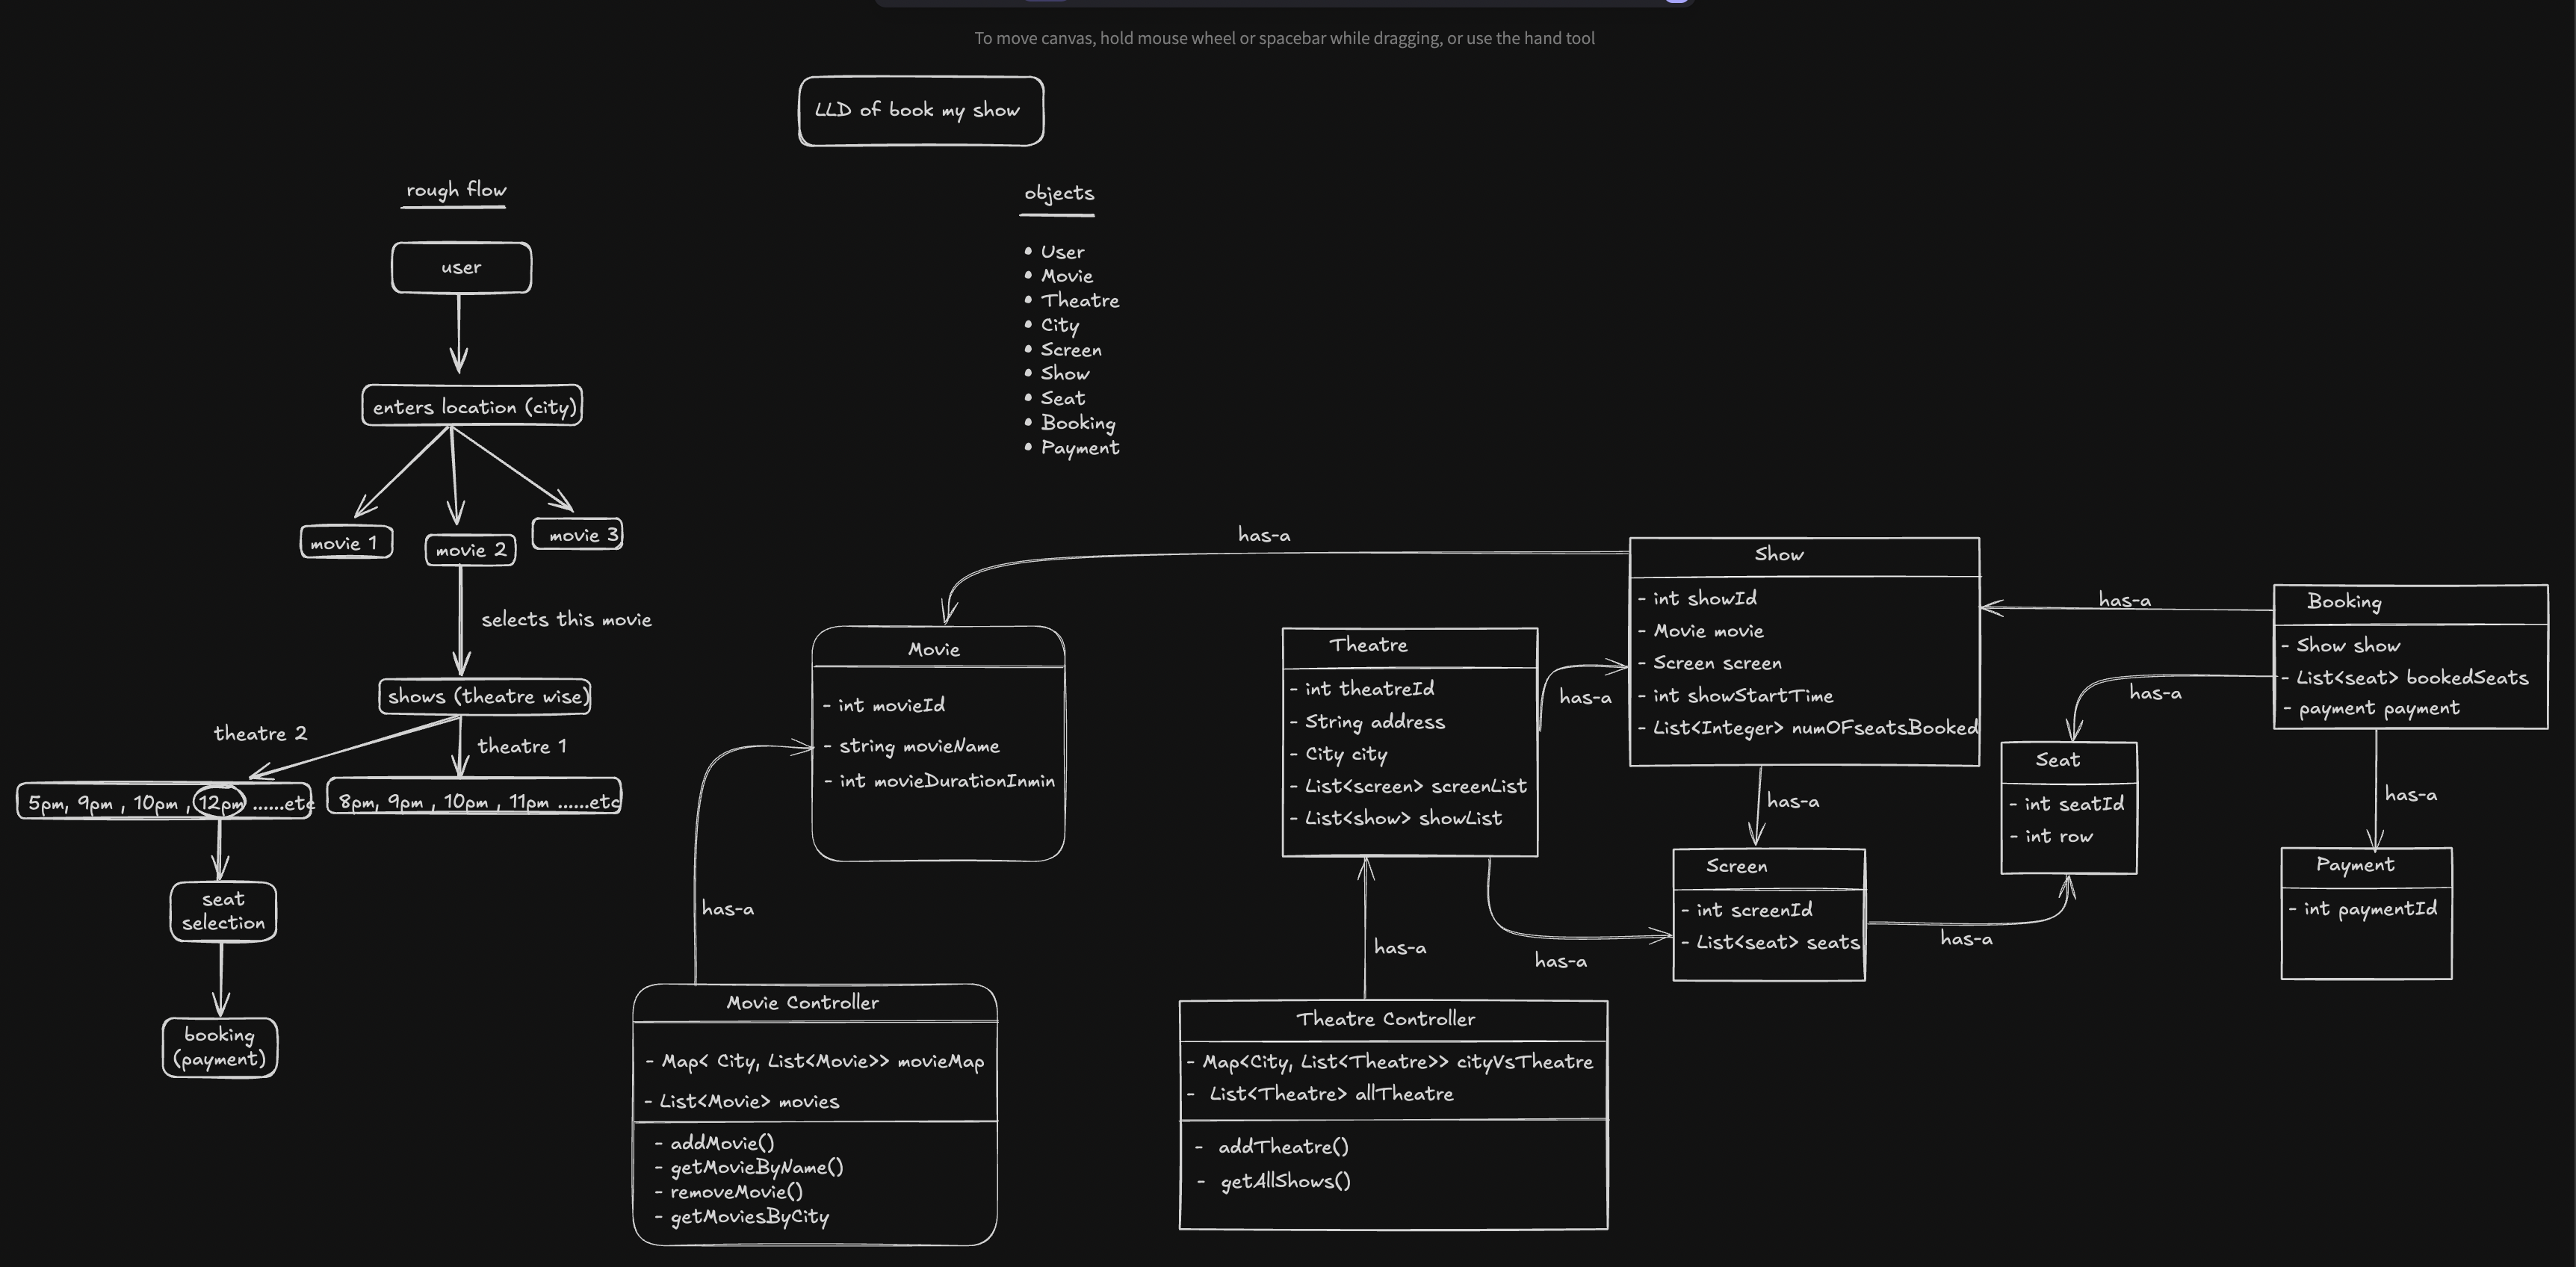 To move canvas, hold mouse wheel or spacebar while dragging, or use the hand tool
LLD of book my show
rough flow
user
enters location (city)
movie 1
movie 2
movie 3
selects this movie
shows (theatre wise)
theatre 2
theatre 1
5pm, 9pm , 10pm , 12pm ......etc
8pm, 9pm , 10pm , 11pm ......etc
seat
selection
booking
(payment)
objects
• User
• Movie
• Theatre
• City
• Screen
• Show
• Seat
• Booking
• Payment
has-a
Movie
- int movieId
- string movieName
- int movieDurationInmin
has-a
Movie Controller
- Map< City, List<Movie>> movieMap
- List<Movie> movies
- addMovie()
- getMovieByName()
- removeMovie()
- getMoviesByCity
Theatre
- int theatreId
- String address
- City city
- List<screen> screenList
- List<show> showList
has-a
has-a
has-a
Theatre Controller
- Map<City, List<Theatre>> cityVsTheatre
- List<Theatre> allTheatre
- addTheatre()
- getAllShows()
Show
- int showId
- Movie movie
- Screen screen
- int showStartTime
- List<Integer> numOFseatsBooked
has-a
Screen
- int screenId
- List<seat> seats
has-a
Seat
- int seatId
- int row
has-a
has-a
Booking
- Show show
- List<seat> bookedSeats
- payment payment
has-a
Payment
- int paymentId